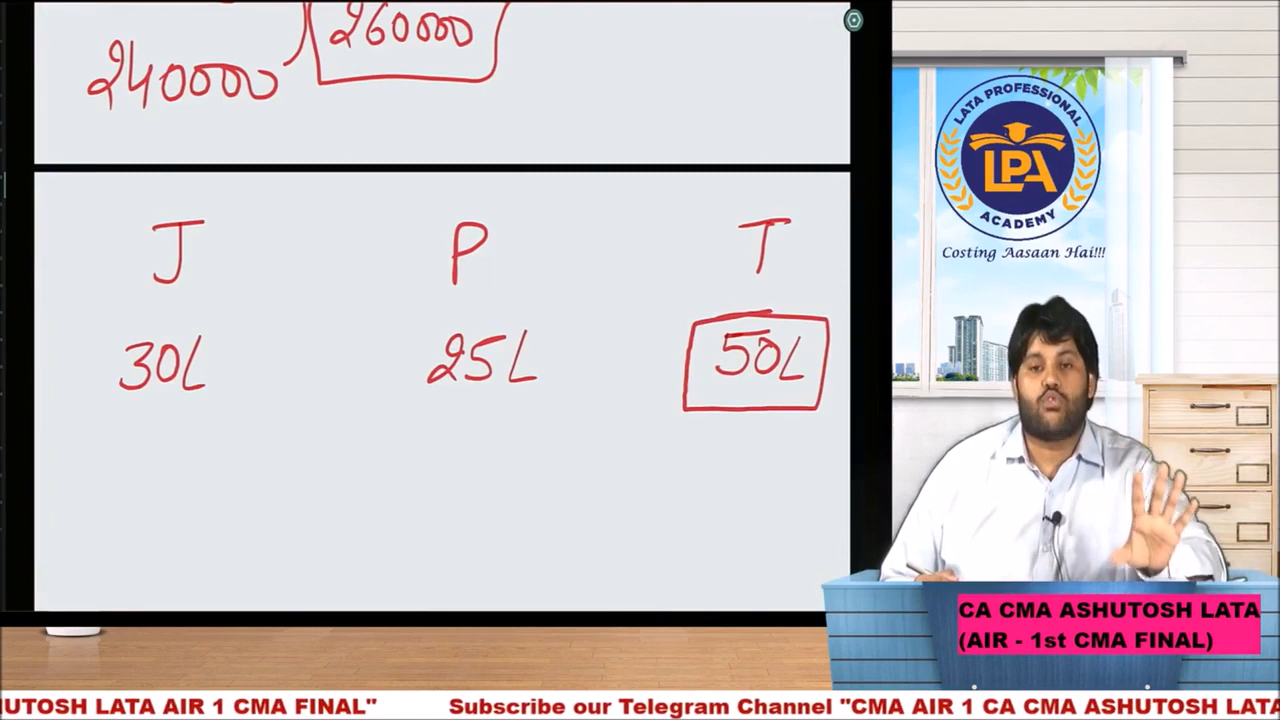 260000
240000
J P T
30L 25L 50L
LATA PROFESSIONAL
LPA
ACADEMY
Costing Aasaan Hai!!!
CA CMA ASHUTOSH LATA
(AIR - 1st CMA FINAL)
HUTOSH LATA AIR 1 CMA FINAL" Subscribe our Telegram Channel "CMA AIR 1 CA CMA ASHUTOSH LATA